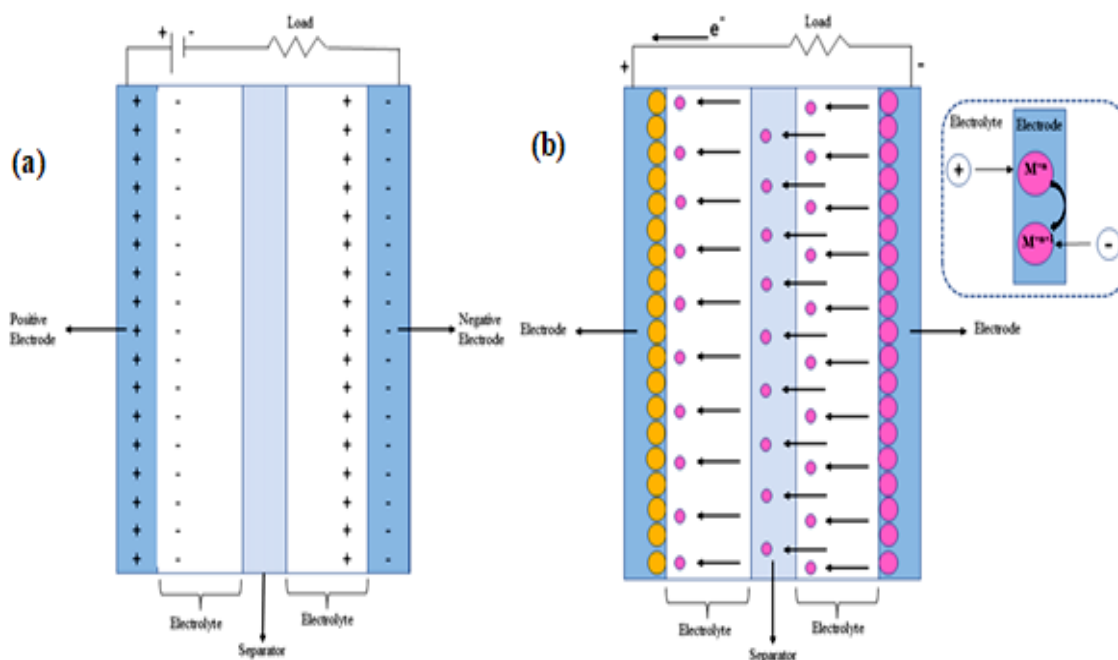 Load
+ -
(a)
+ + + + + + + + + + + + + + + + +
- - - - - - - - - - - - - - - - -
+ + + + + + + + + + + + + + + + +
- - - - - - - - - - - - - - - - -
Positive
Electrode
Negative
Electrode
Electrolyte
Electrolyte
Separator
Load
e-
+ -
(b)
Electrode
Electrode
Electrolyte
Electrolyte
Separator
Electrolyte
Electrode
+
-